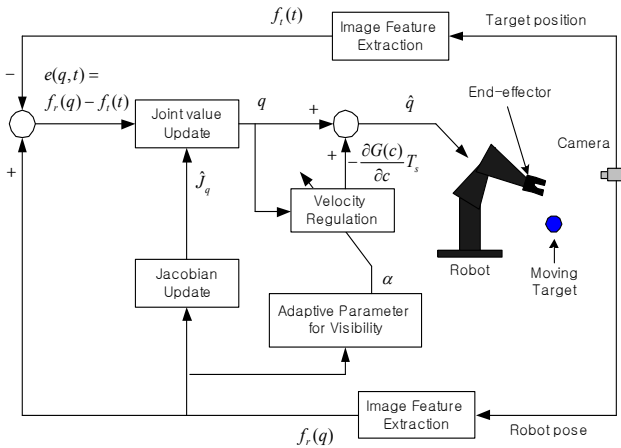 f_t(t)
Image Feature
Extraction
Target position
−
e(q,t) =
f_r(q) − f_t(t)
Joint value
Update
q
+
q̂
End-effector
Camera
+
+
− ∂G(c)/∂c T_s
Ĵ_q
Velocity
Regulation
Robot
Moving
Target
Jacobian
Update
α
Adaptive Parameter
for Visibility
Image Feature
Extraction
f_r(q)
Robot pose